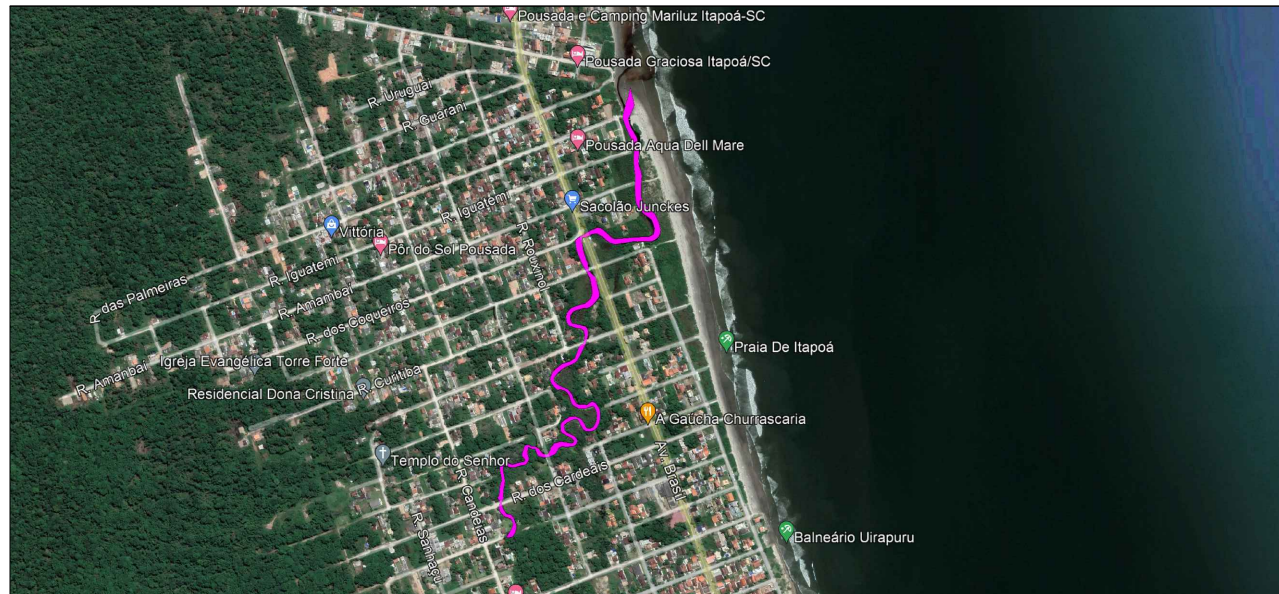 Pousada e Camping Mariluz Itapoá-SC
Pousada Graciosa Itapoá/SC
R. Uruguai
R. Guarani
Pousada Aqua Dell Mare
R. Iguatemi
Sacolão Junckes
Vittória
R. Rouxinol
Pôr do Sol Pousada
R. Iguatemi
R. das Palmeiras
R. Amambai
R. dos Coqueiros
Praia De Itapoá
Igreja Evangélica Torre Forte
R. Amanbai
R. Curitiba
Residencial Dona Cristina
A Gaúcha Churrascaria
Templo do Senhor
Av. Brasil
R. dos Cardeais
R. Candeias
R. Sanhaçu
Balneário Uirapuru